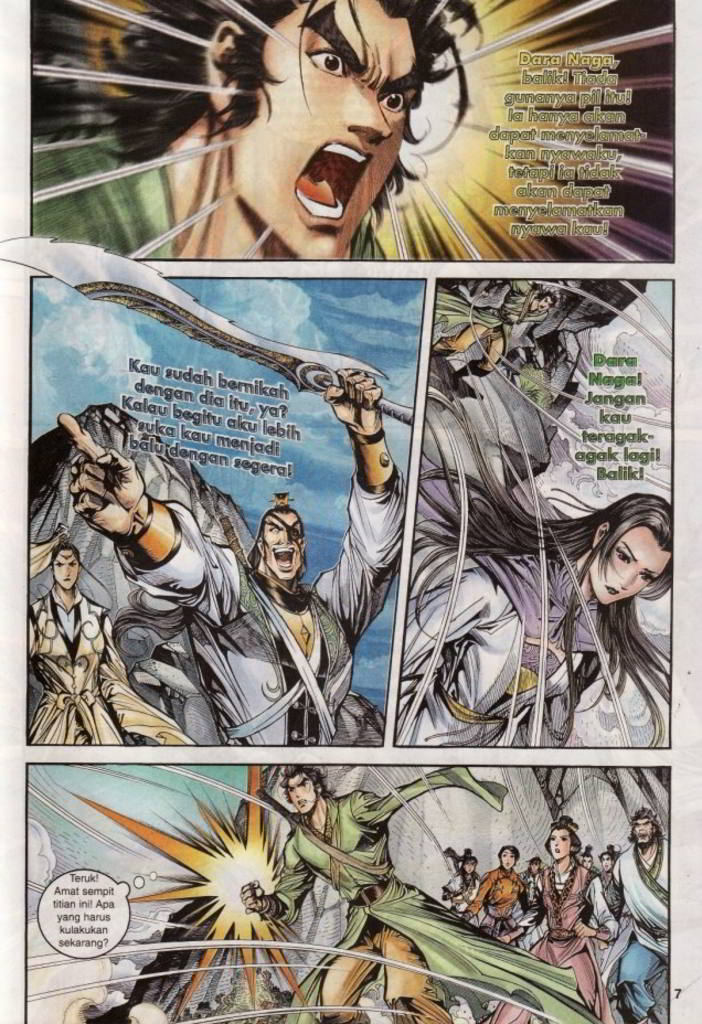 Dara Naga,
balik! Tiada
gunanya pil itu!
Ia hanya akan
dapat menyelamat-
kan nyawaku,
tetapi ia tidak
akan dapat
menyelamatkan
nyawa kau!
Kau sudah bernikah
dengan dia itu, ya?
Kalau begitu aku lebih
suka kau menjadi
balu dengan segera!
Dara
Naga!
Jangan
kau
teragak-
agak lagi!
Balik!
Teruk!
Amat sempit
titian ini! Apa
yang harus
kulakukan
sekarang?
7